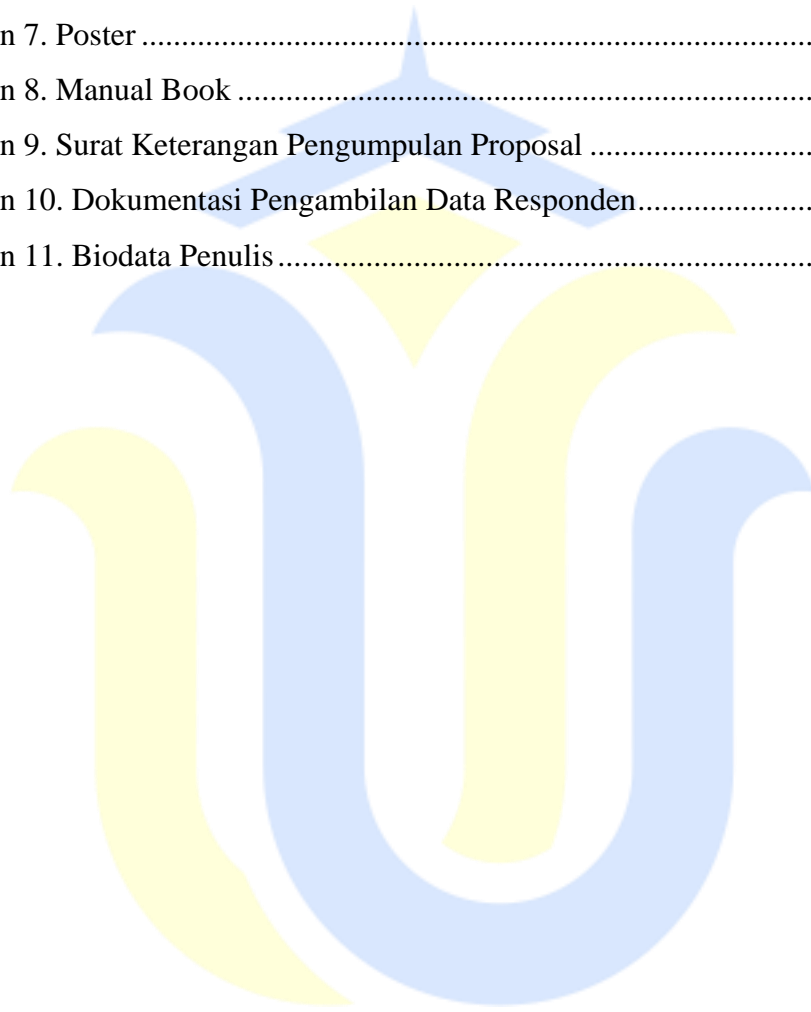 n 7. Poster ....................................................................................
n 8. Manual Book ........................................................................
n 9. Surat Keterangan Pengumpulan Proposal ............................
n 10. Dokumentasi Pengambilan Data Responden......................
n 11. Biodata Penulis ...................................................................